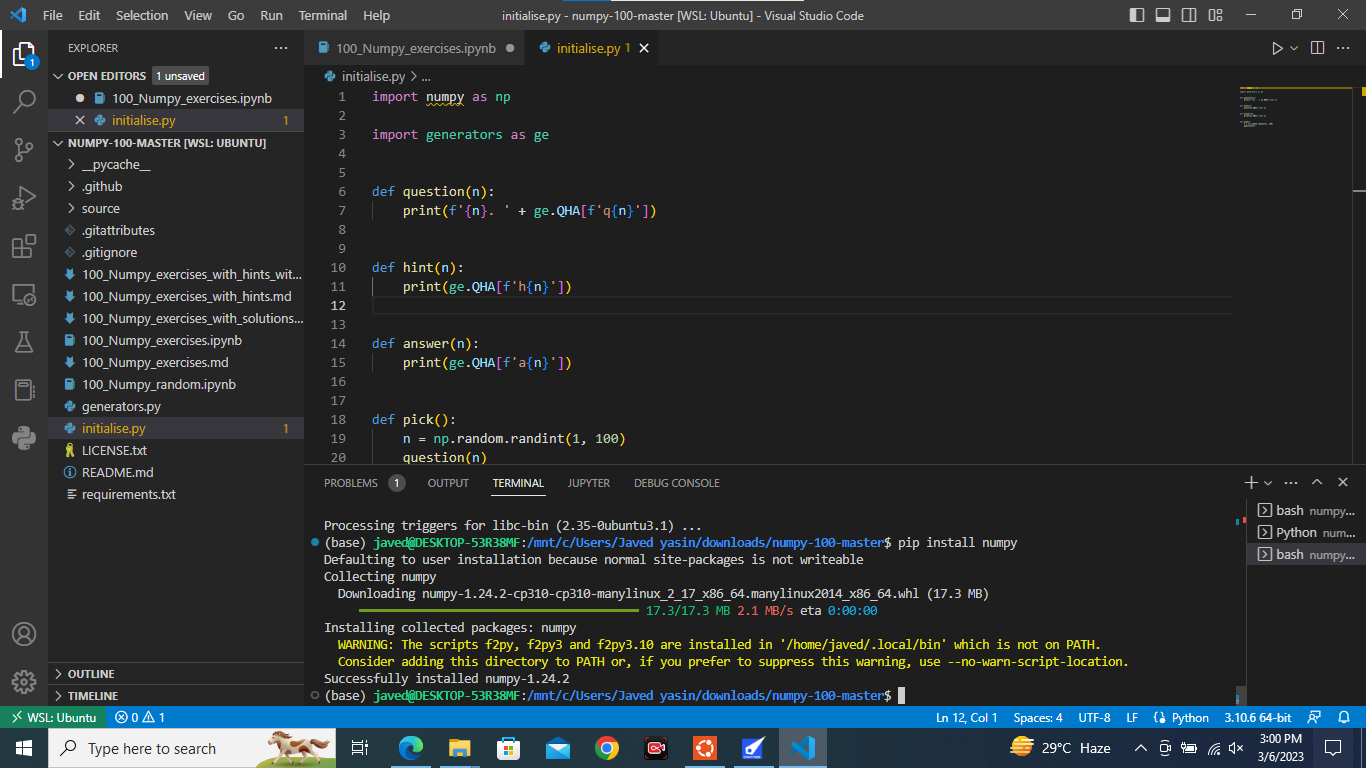 File Edit Selection View Go Run Terminal Help
initialise.py - numpy-100-master [WSL: Ubuntu] - Visual Studio Code
EXPLORER
OPEN EDITORS 1 unsaved
100_Numpy_exercises.ipynb
initialise.py 1
NUMPY-100-MASTER [WSL: UBUNTU]
__pycache__
.github
source
.gitattributes
.gitignore
100_Numpy_exercises_with_hints_wit...
100_Numpy_exercises_with_hints.md
100_Numpy_exercises_with_solutions...
100_Numpy_exercises.ipynb
100_Numpy_exercises.md
100_Numpy_random.ipynb
generators.py
initialise.py 1
LICENSE.txt
README.md
requirements.txt
OUTLINE
TIMELINE
1
100_Numpy_exercises.ipynb
initialise.py 1
initialise.py > ...
1 import numpy as np
2
3 import generators as ge
4
5
6 def question(n):
7 print(f'{n}. ' + ge.QHA[f'q{n}'])
8
9
10 def hint(n):
11 print(ge.QHA[f'h{n}'])
12
13
14 def answer(n):
15 print(ge.QHA[f'a{n}'])
16
17
18 def pick():
19 n = np.random.randint(1, 100)
20 question(n)
PROBLEMS 1 OUTPUT TERMINAL JUPYTER DEBUG CONSOLE
Processing triggers for libc-bin (2.35-0ubuntu3.1) ...
(base) javed@DESKTOP-53R38MF:/mnt/c/Users/Javed yasin/downloads/numpy-100-master$ pip install numpy
Defaulting to user installation because normal site-packages is not writeable
Collecting numpy
Downloading numpy-1.24.2-cp310-cp310-manylinux_2_17_x86_64.manylinux2014_x86_64.whl (17.3 MB)
17.3/17.3 MB 2.1 MB/s eta 0:00:00
Installing collected packages: numpy
WARNING: The scripts f2py, f2py3 and f2py3.10 are installed in '/home/javed/.local/bin' which is not on PATH.
Consider adding this directory to PATH or, if you prefer to suppress this warning, use --no-warn-script-location.
Successfully installed numpy-1.24.2
(base) javed@DESKTOP-53R38MF:/mnt/c/Users/Javed yasin/downloads/numpy-100-master$
bash numpy...
Python num...
bash numpy...
WSL: Ubuntu 0 1
Ln 12, Col 1 Spaces: 4 UTF-8 LF Python 3.10.6 64-bit
Type here to search
29°C Haze
3:00 PM
3/6/2023